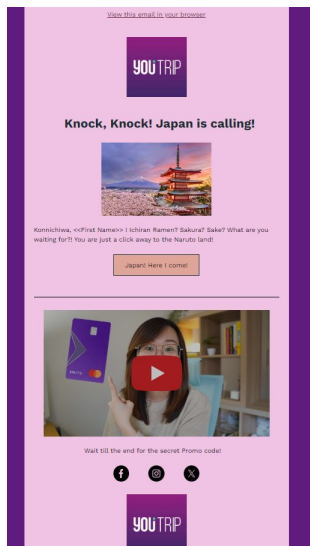 View this email in your browser
YOUTRIP
Knock, Knock! Japan is calling!
Konnichiwa, <<First Name>> ! Ichiran Ramen? Sakura? Sake? What are you
waiting for?! You are just a click away to the Naruto land!
Japan! Here I come!
Wait till the end for the secret Promo code!
YOUTRIP